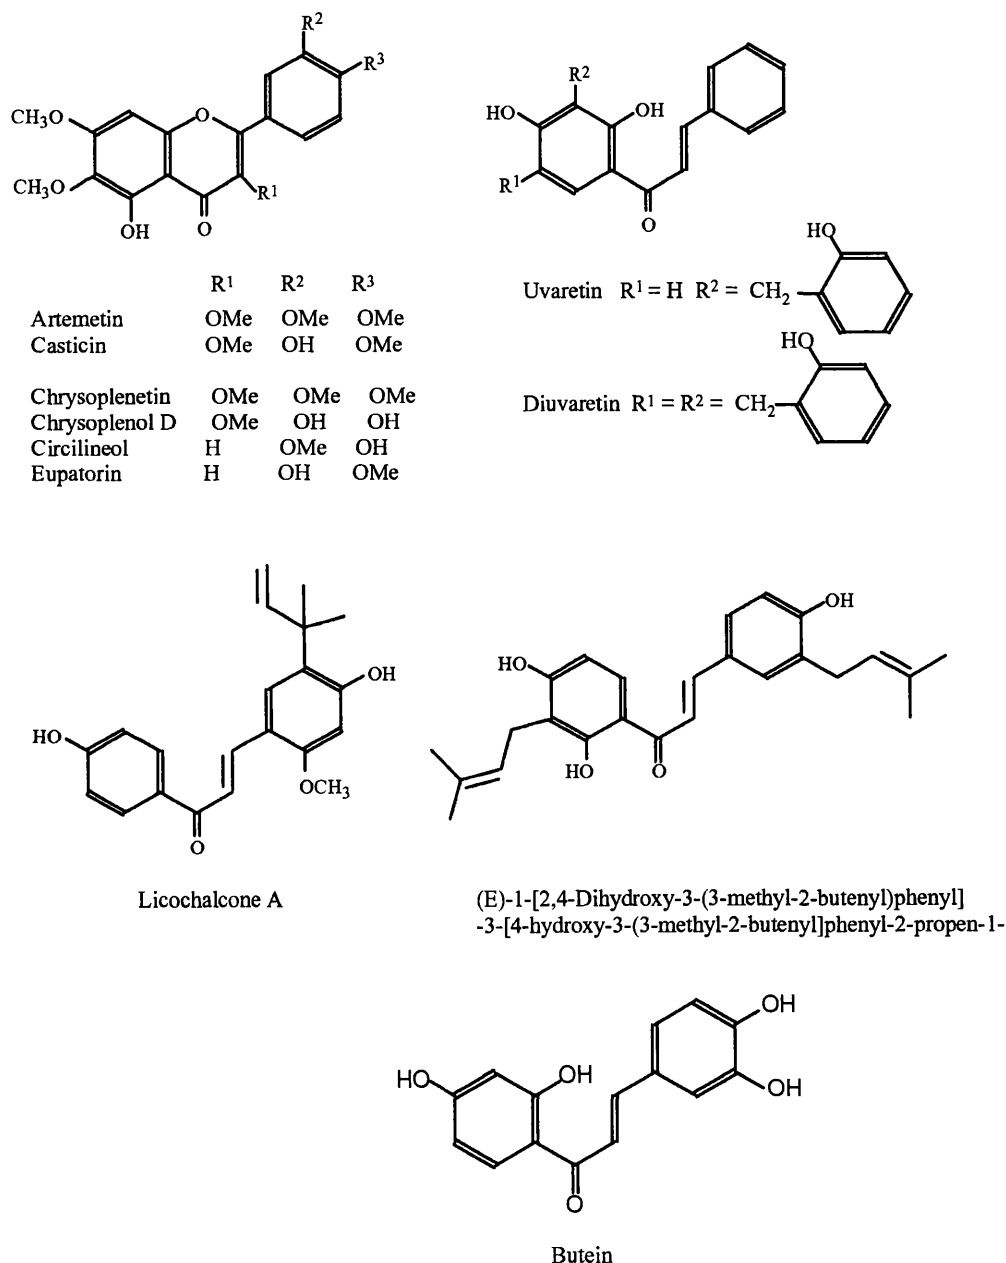 R²
R³
CH₃O
O
CH₃O
R¹
OH
O
R¹ R² R³
Artemetin OMe OMe OMe
Casticin OMe OH OMe
Chrysoplenetin OMe OMe OMe
Chrysoplenol D OMe OH OH
Circilineol H OMe OH
Eupatorin H OH OMe
R²
HO
OH
R¹
O
HO
Uvaretin R¹ = H R² = CH₂
HO
Diuvaretin R¹ = R² = CH₂
OH
HO
OCH₃
O
Licochalcone A
OH
HO
HO
O
(E)-1-[2,4-Dihydroxy-3-(3-methyl-2-butenyl)phenyl]
-3-[4-hydroxy-3-(3-methyl-2-butenyl]phenyl-2-propen-1-
OH
HO
OH
OH
O
Butein